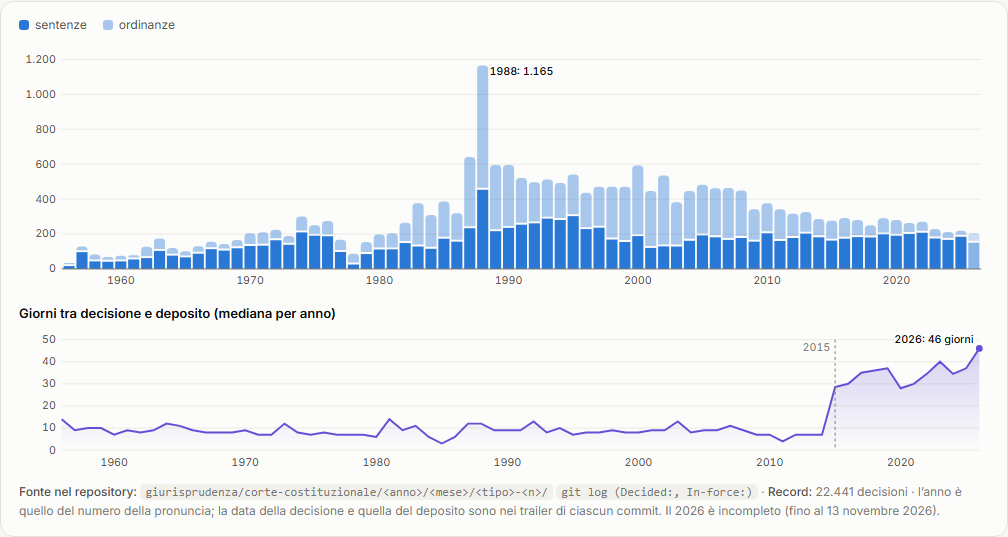 sentenze ordinanze
1.200
1988: 1.165
1.000
800
600
400
200
0
1960 1970 1980 1990 2000 2010 2020
Giorni tra decisione e deposito (mediana per anno)
50
2015 2026: 46 giorni
40
30
20
10
0
1960 1970 1980 1990 2000 2010 2020
Fonte nel repository: giurisprudenza/corte-costituzionale/<anno>/<mese>/<tipo>-<n>/ git log (Decided:, In-force:) · Record: 22.441 decisioni · l'anno è
quello del numero della pronuncia; la data della decisione e quella del deposito sono nei trailer di ciascun commit. Il 2026 è incompleto (fino al 13 novembre 2026).